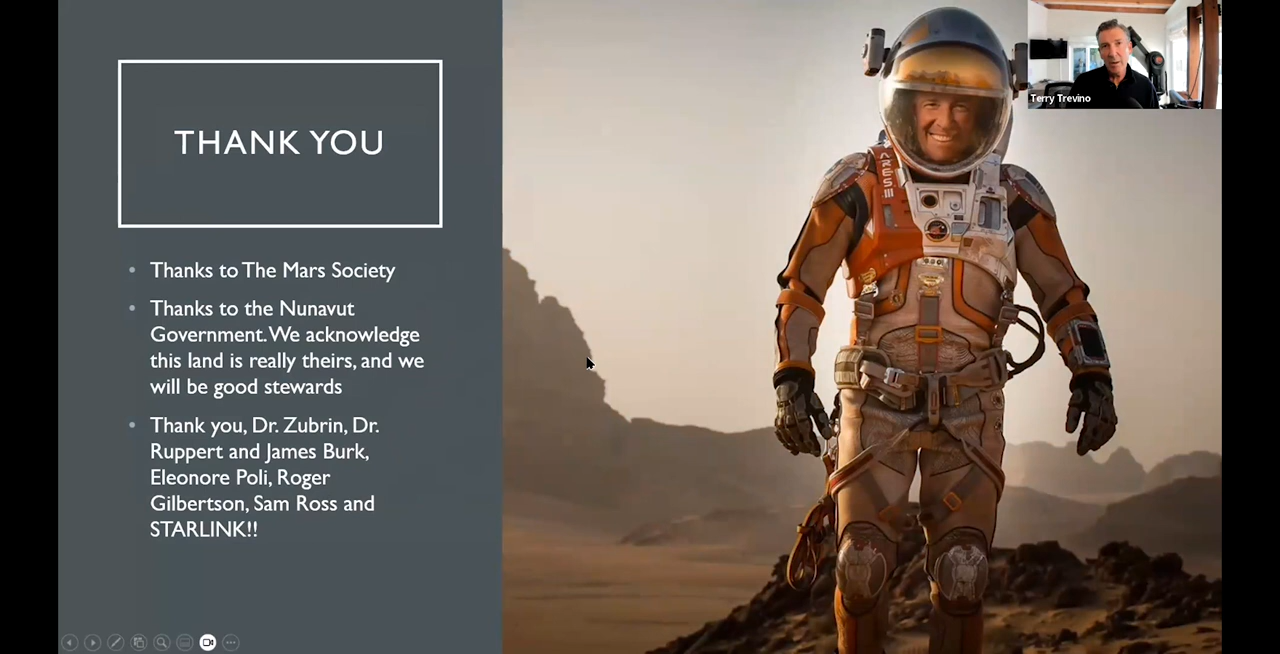 THANK YOU
Thanks to The Mars Society
Thanks to the Nunavut
Government. We acknowledge
this land is really theirs, and we
will be good stewards
Thank you, Dr. Zubrin, Dr.
Ruppert and James Burk,
Eleonore Poli, Roger
Gilbertson, Sam Ross and
STARLINK!!
ARES III
Terry Trevino